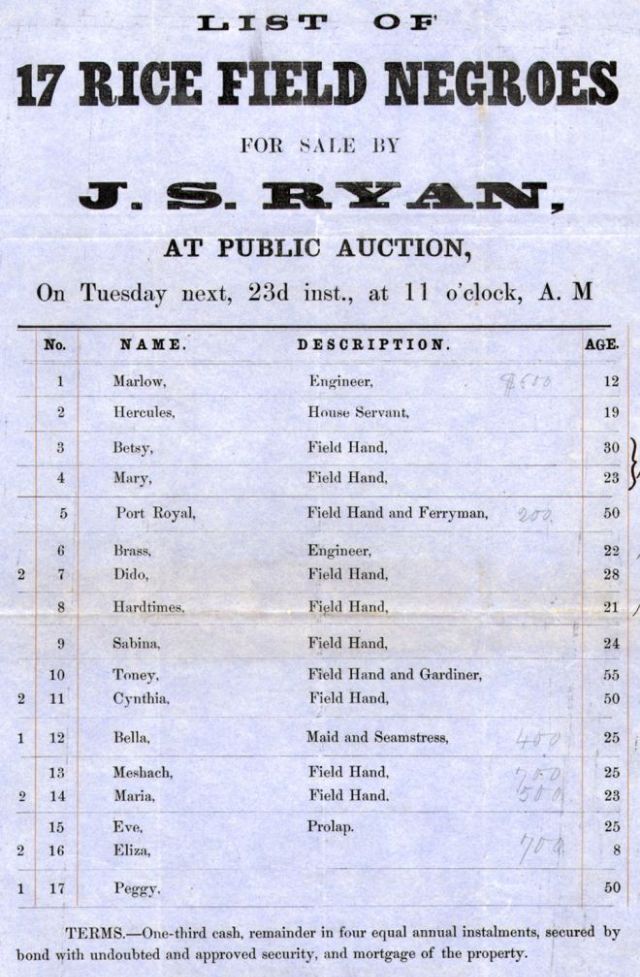 LIST OF
17 RICE FIELD NEGROES
FOR SALE BY
J. S. RYAN,
AT PUBLIC AUCTION,
On Tuesday next, 23d inst., at 11 o'clock, A. M
No. NAME. DESCRIPTION. AGE.
1 Marlow, Engineer, $500 12
2 Hercules, House Servant, 19
3 Betsy, Field Hand, 30
4 Mary, Field Hand, 23
5 Port Royal, Field Hand and Ferryman, 200 50
6 Brass, Engineer, 22
2 7 Dido, Field Hand, 28
8 Hardtimes, Field Hand, 21
9 Sabina, Field Hand, 24
10 Toney, Field Hand and Gardiner, 55
2 11 Cynthia, Field Hand, 50
1 12 Bella, Maid and Seamstress, 400 25
13 Meshach, Field Hand, 700 25
2 14 Maria, Field Hand. 500 23
15 Eve, Prolap. 25
2 16 Eliza, 700 8
1 17 Peggy, 50
TERMS.—One-third cash, remainder in four equal annual instalments, secured by
bond with undoubted and approved security, and mortgage of the property.